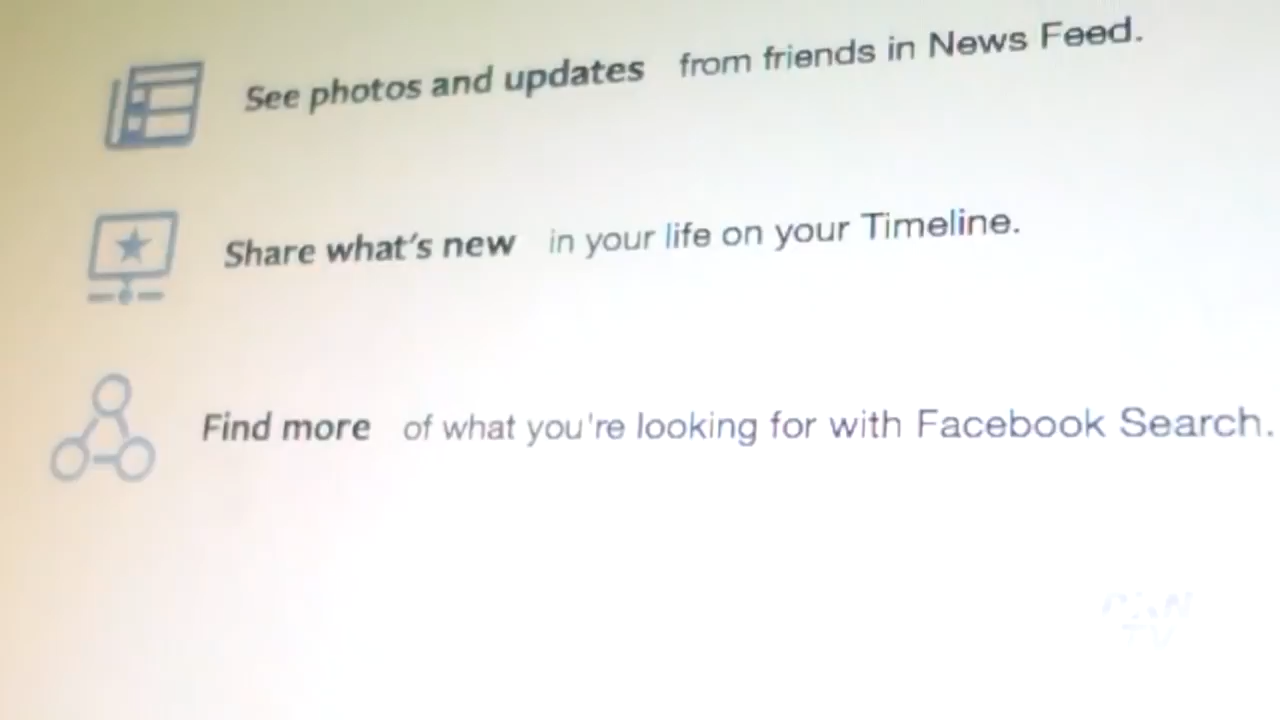 See photos and updates from friends in News Feed.
Share what's new in your life on your Timeline.
Find more of what you're looking for with Facebook Search.
TV